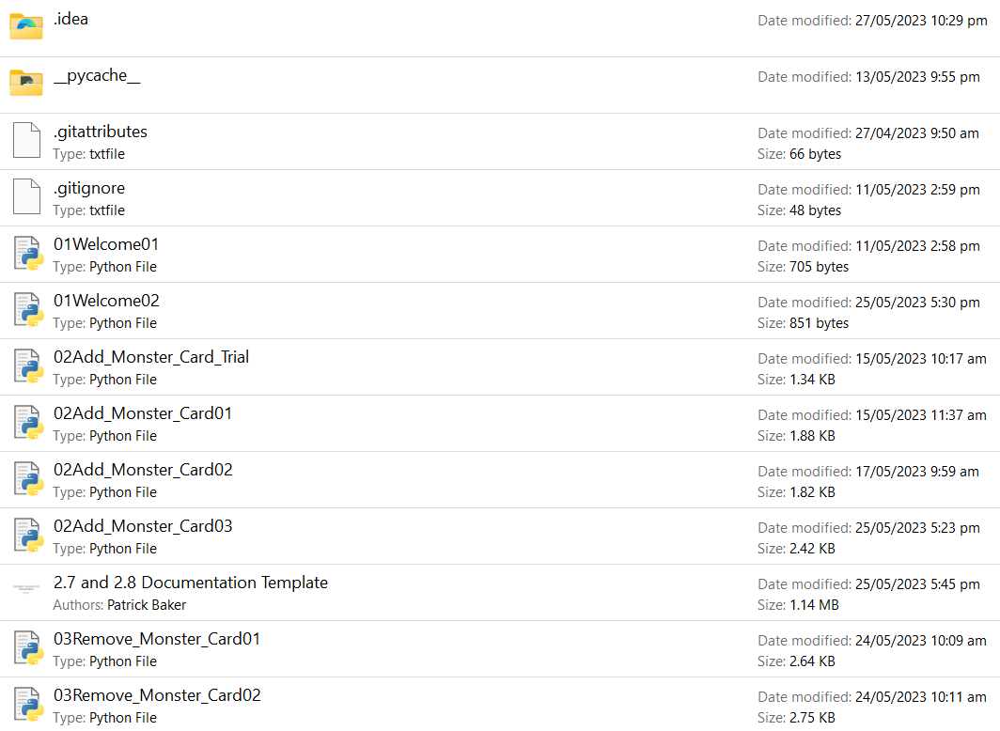 .idea Date modified: 27/05/2023 10:29 pm
__pycache__ Date modified: 13/05/2023 9:55 pm
.gitattributes Date modified: 27/04/2023 9:50 am
Type: txtfile Size: 66 bytes
.gitignore Date modified: 11/05/2023 2:59 pm
Type: txtfile Size: 48 bytes
01Welcome01 Date modified: 11/05/2023 2:58 pm
Type: Python File Size: 705 bytes
01Welcome02 Date modified: 25/05/2023 5:30 pm
Type: Python File Size: 851 bytes
02Add_Monster_Card_Trial Date modified: 15/05/2023 10:17 am
Type: Python File Size: 1.34 KB
02Add_Monster_Card01 Date modified: 15/05/2023 11:37 am
Type: Python File Size: 1.88 KB
02Add_Monster_Card02 Date modified: 17/05/2023 9:59 am
Type: Python File Size: 1.82 KB
02Add_Monster_Card03 Date modified: 25/05/2023 5:23 pm
Type: Python File Size: 2.42 KB
2.7 and 2.8 Documentation Template Date modified: 25/05/2023 5:45 pm
Authors: Patrick Baker Size: 1.14 MB
03Remove_Monster_Card01 Date modified: 24/05/2023 10:09 am
Type: Python File Size: 2.64 KB
03Remove_Monster_Card02 Date modified: 24/05/2023 10:11 am
Type: Python File Size: 2.75 KB